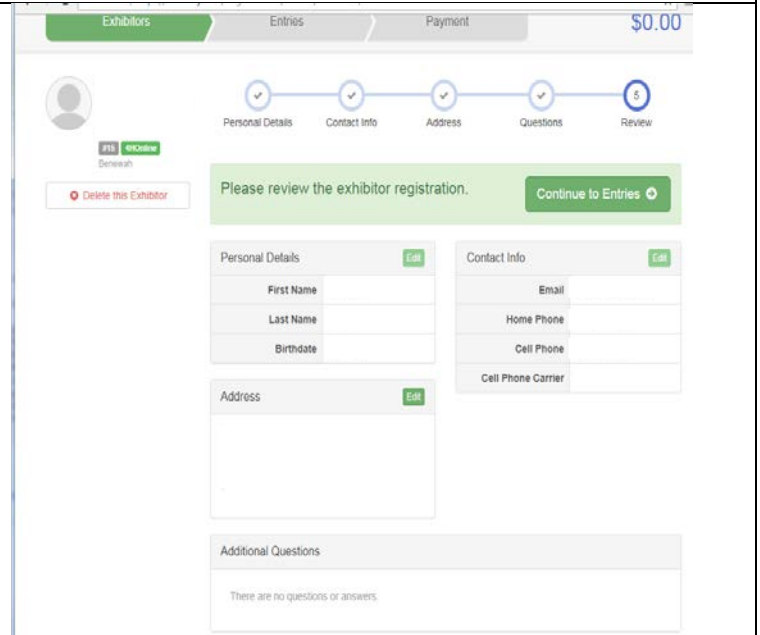 Exhibitors Entries Payment $0.00
5
Personal Details Contact Info Address Questions Review
#15 4HOnline
Benewah
Delete this Exhibitor
Please review the exhibitor registration. Continue to Entries
Personal Details Edit
First Name
Last Name
Birthdate
Contact Info Edit
Email
Home Phone
Cell Phone
Cell Phone Carrier
Address Edit
Additional Questions
There are no questions or answers